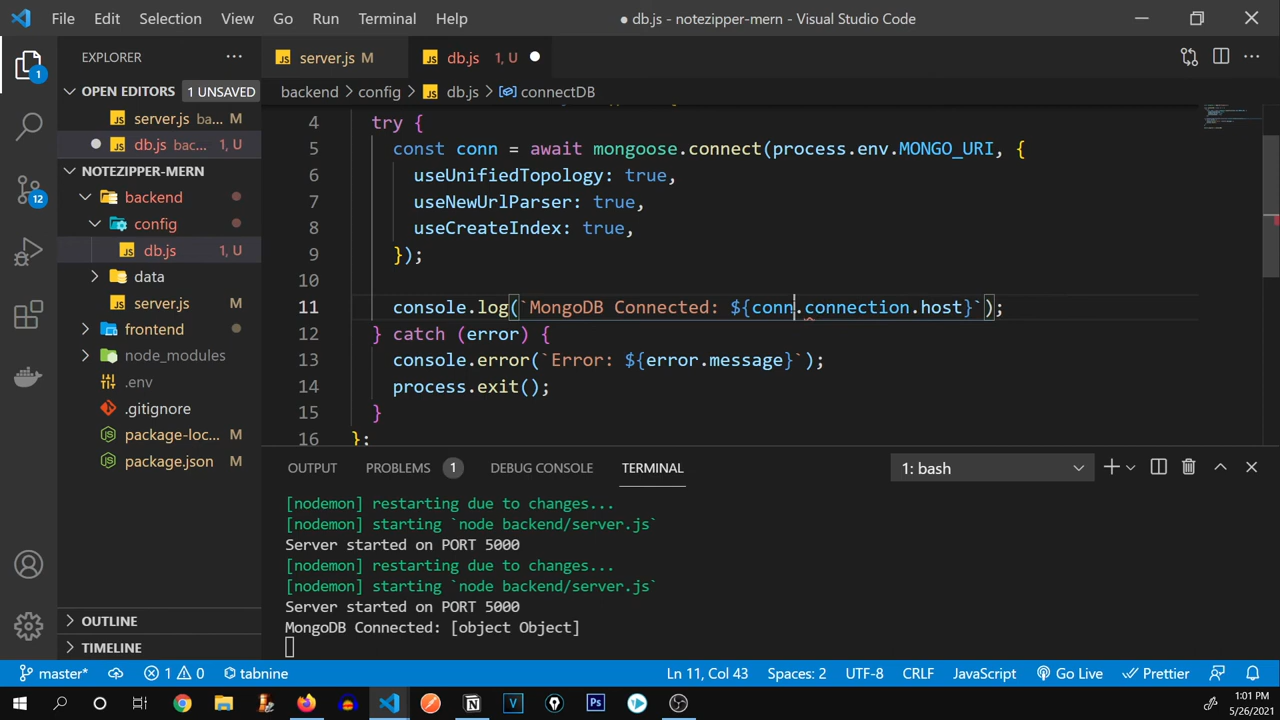 File Edit Selection View Go Run Terminal Help
● db.js - notezipper-mern - Visual Studio Code
EXPLORER
server.js M
db.js 1, U
OPEN EDITORS 1 UNSAVED
server.js ba... M
db.js bac... 1, U
NOTEZIPPER-MERN
backend
config
db.js 1, U
data
server.js
frontend
node_modules
.env
.gitignore
package-loc... M
package.json M
OUTLINE
TIMELINE
1
12
backend > config > db.js > connectDB
4 try {
5 const conn = await mongoose.connect(process.env.MONGO_URI, {
6 useUnifiedTopology: true,
7 useNewUrlParser: true,
8 useCreateIndex: true,
9 });
10
11 console.log(`MongoDB Connected: ${conn.connection.host}`);
12 } catch (error) {
13 console.error(`Error: ${error.message}`);
14 process.exit();
15 }
16 };
OUTPUT PROBLEMS 1 DEBUG CONSOLE TERMINAL 1: bash
[nodemon] restarting due to changes...
[nodemon] starting `node backend/server.js`
Server started on PORT 5000
[nodemon] restarting due to changes...
[nodemon] starting `node backend/server.js`
Server started on PORT 5000
MongoDB Connected: [object Object]
master* 1 0 tabnine Ln 11, Col 43 Spaces: 2 UTF-8 CRLF JavaScript Go Live Prettier
1:01 PM
5/26/2021